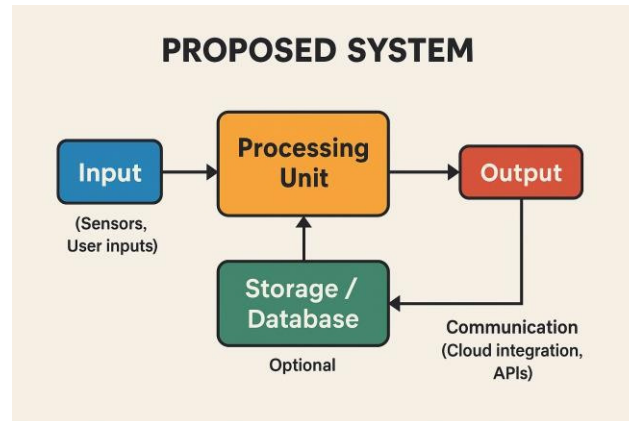 PROPOSED SYSTEM
Input
(Sensors,
User inputs)
Processing
Unit
Output
Storage /
Database
Optional
Communication
(Cloud integration,
APIs)